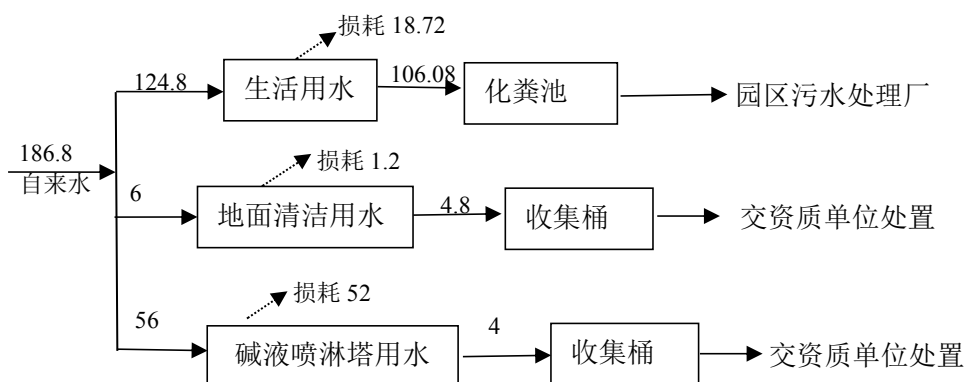 损耗 18.72
124.8 生活用水 106.08 化粪池 园区污水处理厂
186.8
自来水
损耗 1.2
6 地面清洁用水 4.8 收集桶 交资质单位处置
损耗 52
56 碱液喷淋塔用水 4 收集桶 交资质单位处置